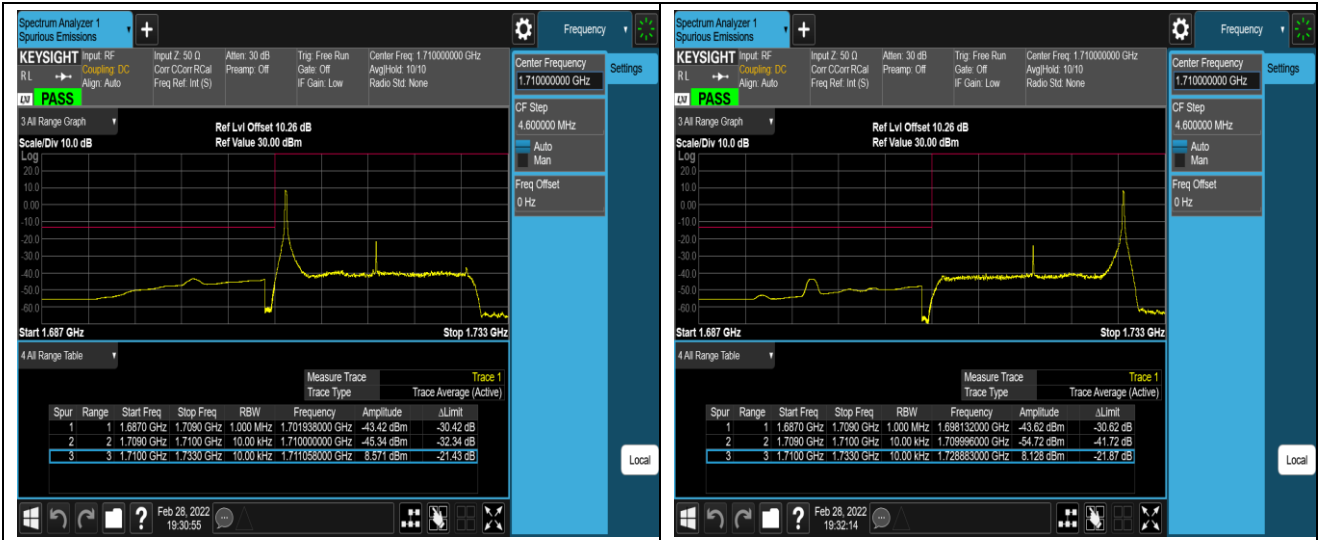 Spectrum Analyzer 1
Spurious Emissions
+
Frequency
KEYSIGHT Input: RF Input Z: 50 Ω Atten: 30 dB Trig: Free Run Center Freq: 1.710000000 GHz
RL Coupling: DC Corr CCorr RCal Preamp: Off Gate: Off Avg|Hold: 10/10
Align: Auto Freq Ref: Int (S) IF Gain: Low Radio Std: None
LXI PASS
Center Frequency
1.710000000 GHz
Settings
CF Step
4.600000 MHz
Auto
Man
Freq Offset
0 Hz
3 All Range Graph
Ref Lvl Offset 10.26 dB
Scale/Div 10.0 dB Ref Value 30.00 dBm
Log
20.0
10.0
0.00
-10.0
-20.0
-30.0
-40.0
-50.0
-60.0
Start 1.687 GHz Stop 1.733 GHz
4 All Range Table
Measure Trace Trace 1
Trace Type Trace Average (Active)
Spur Range Start Freq Stop Freq RBW Frequency Amplitude ΔLimit
1 1 1.6870 GHz 1.7090 GHz 1.000 MHz 1.701938000 GHz -43.42 dBm -30.42 dB
2 2 1.7090 GHz 1.7100 GHz 10.00 kHz 1.710000000 GHz -45.34 dBm -32.34 dB
3 3 1.7100 GHz 1.7330 GHz 10.00 kHz 1.711058000 GHz 8.571 dBm -21.43 dB
Local
?
Feb 28, 2022
19:30:55
Spectrum Analyzer 1
Spurious Emissions
+
Frequency
KEYSIGHT Input: RF Input Z: 50 Ω Atten: 30 dB Trig: Free Run Center Freq: 1.710000000 GHz
RL Coupling: DC Corr CCorr RCal Preamp: Off Gate: Off Avg|Hold: 10/10
Align: Auto Freq Ref: Int (S) IF Gain: Low Radio Std: None
LXI PASS
Center Frequency
1.710000000 GHz
Settings
CF Step
4.600000 MHz
Auto
Man
Freq Offset
0 Hz
3 All Range Graph
Ref Lvl Offset 10.26 dB
Scale/Div 10.0 dB Ref Value 30.00 dBm
Log
20.0
10.0
0.00
-10.0
-20.0
-30.0
-40.0
-50.0
-60.0
Start 1.687 GHz Stop 1.733 GHz
4 All Range Table
Measure Trace Trace 1
Trace Type Trace Average (Active)
Spur Range Start Freq Stop Freq RBW Frequency Amplitude ΔLimit
1 1 1.6870 GHz 1.7090 GHz 1.000 MHz 1.698132000 GHz -43.62 dBm -30.62 dB
2 2 1.7090 GHz 1.7100 GHz 10.00 kHz 1.709996000 GHz -54.72 dBm -41.72 dB
3 3 1.7100 GHz 1.7330 GHz 10.00 kHz 1.728883000 GHz 8.128 dBm -21.87 dB
Local
?
Feb 28, 2022
19:32:14